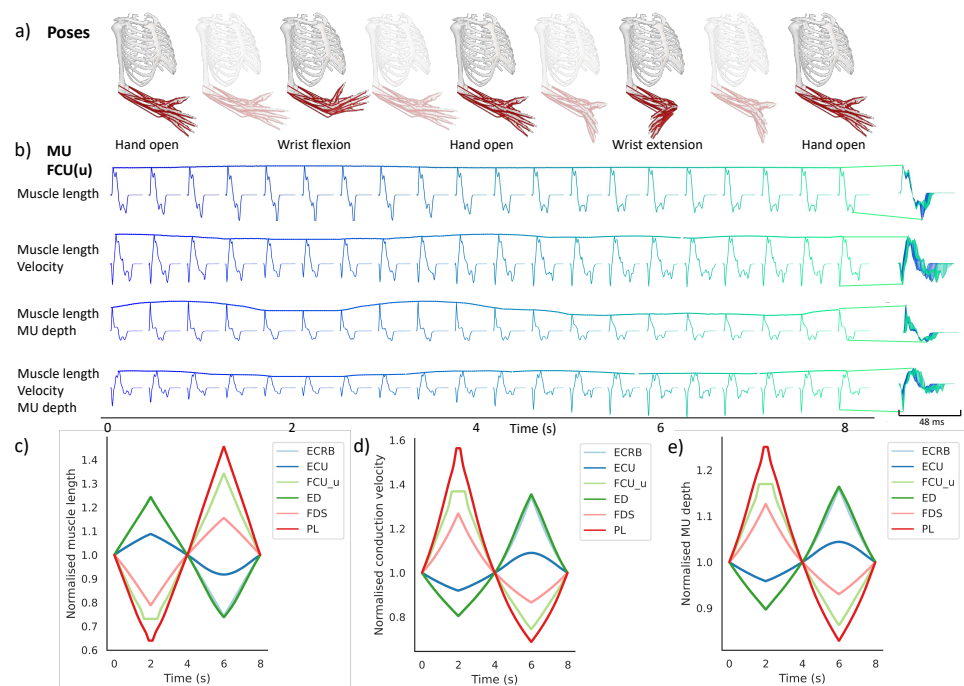 a) Poses
Hand open Wrist flexion Hand open Wrist extension Hand open
b) MU
FCU(u)
Muscle length
Muscle length
Velocity
Muscle length
MU depth
Muscle length
Velocity
MU depth
48 ms
0 2 4 Time (s) 6 8
c)
Normalised muscle length
1.4
1.3
1.2
1.1
1.0
0.9
0.8
0.7
0.6
0 2 4 6 8
Time (s)
ECRB
ECU
FCU_u
ED
FDS
PL
d)
Normalised conduction velocity
1.6
1.4
1.2
1.0
0.8
0 2 4 6 8
Time (s)
ECRB
ECU
FCU_u
ED
FDS
PL
e)
Normalised MU depth
1.2
1.1
1.0
0.9
0 2 4 6 8
Time (s)
ECRB
ECU
FCU_u
ED
FDS
PL